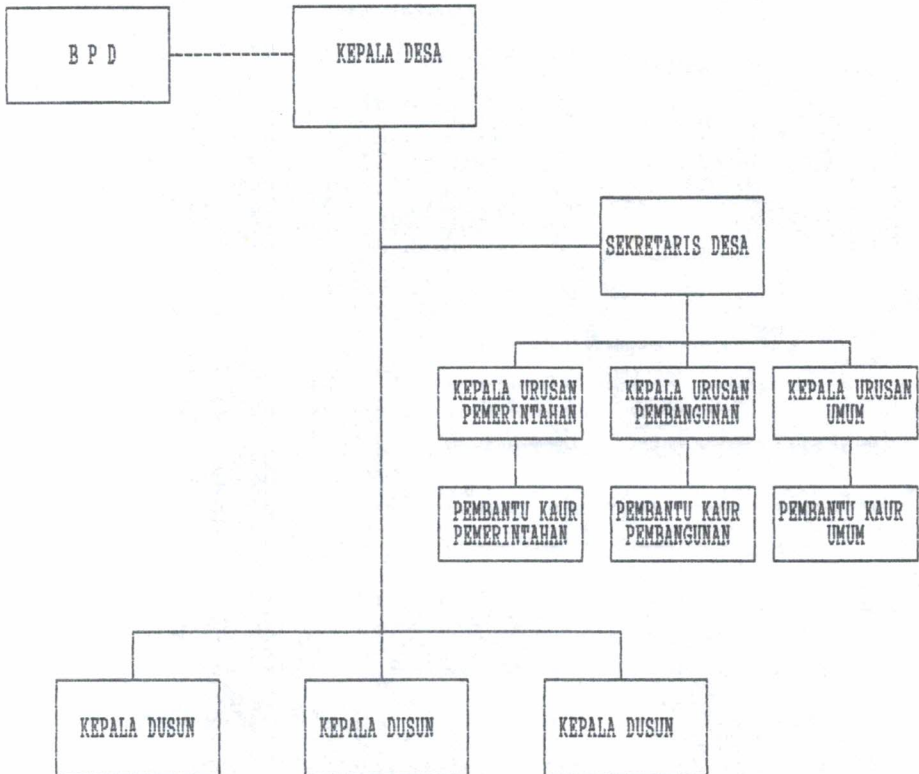 B P D
KEPALA DESA
SEKRETARIS DESA
KEPALA URUSAN
PEMERINTAHAN
KEPALA URUSAN
PEMBANGUNAN
KEPALA URUSAN
UMUM
PEMBANTU KAUR
PEMERINTAHAN
PEMBANTU KAUR
PEMBANGUNAN
PEMBANTU KAUR
UMUM
KEPALA DUSUN
KEPALA DUSUN
KEPALA DUSUN